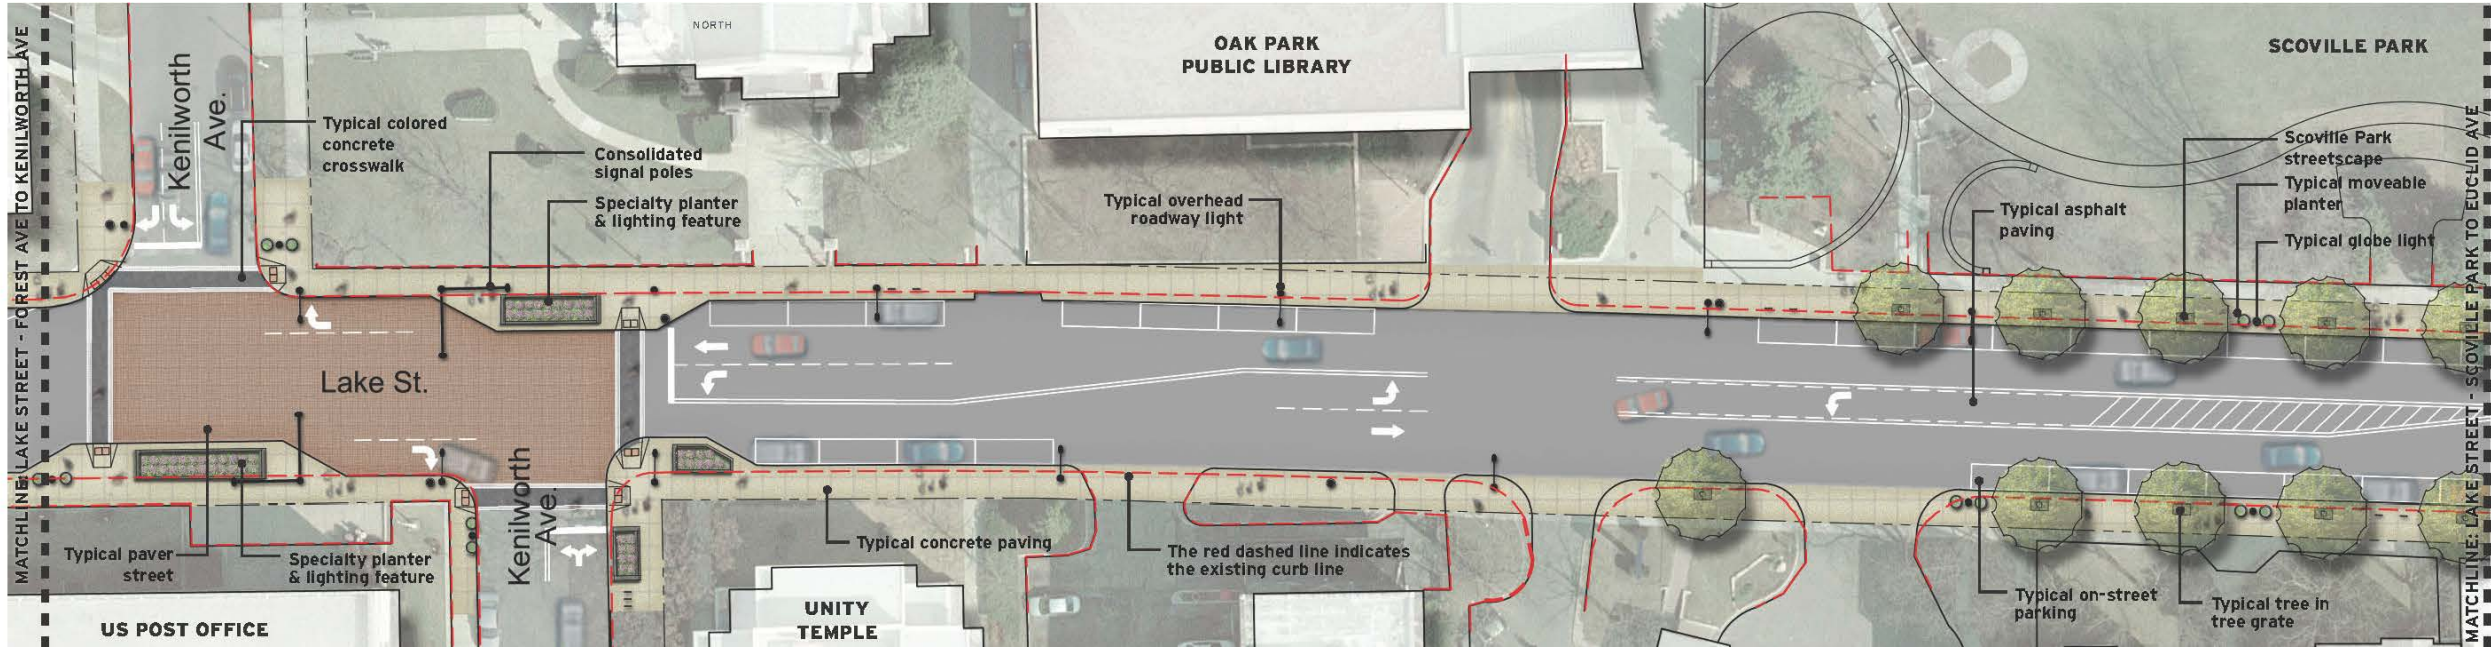 MATCHLINE: LAKE STREET - FOREST AVE TO KENILWORTH AVE
Kenilworth
Ave.
Typical colored
concrete
crosswalk
NORTH
Consolidated
signal poles
Specialty planter
& lighting feature
OAK PARK
PUBLIC LIBRARY
Typical overhead
roadway light
SCOVILLE PARK
Scoville Park
streetscape
Typical moveable
planter
Typical globe light
Typical asphalt
paving
Lake St.
Kenilworth
Ave.
Typical paver
street
Specialty planter
& lighting feature
US POST OFFICE
Typical concrete paving
UNITY
TEMPLE
The red dashed line indicates
the existing curb line
Typical on-street
parking
Typical tree in
tree grate
MATCHLINE: LAKE STREET - SCOVILLE PARK TO EUCLID AVE